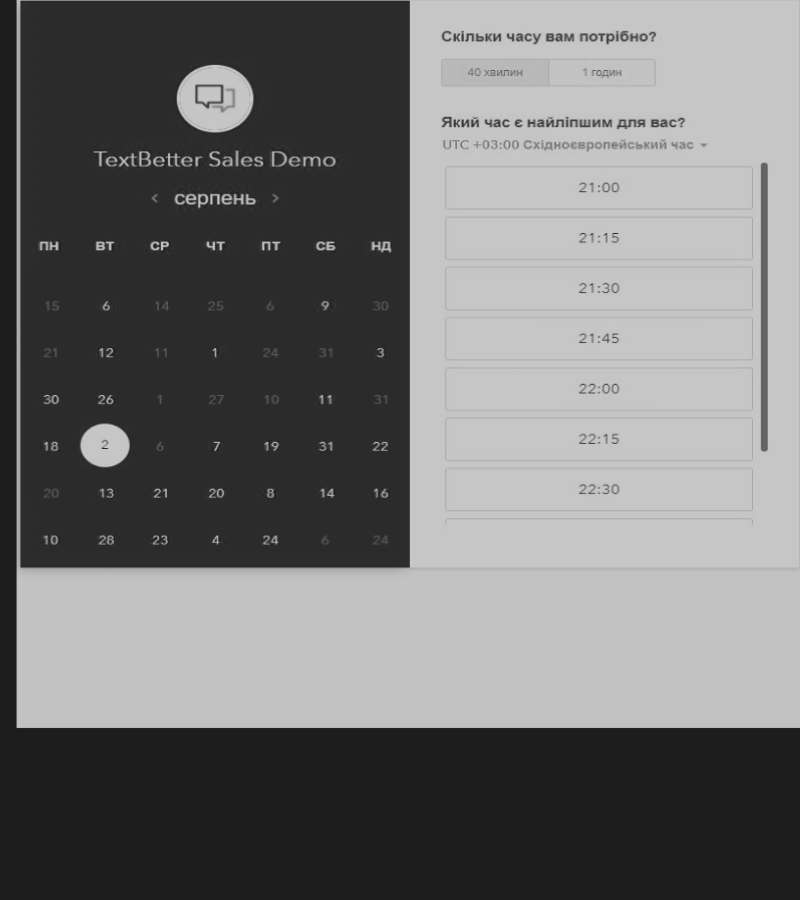 TextBetter Sales Demo
< серпень >
ПН ВТ СР ЧТ ПТ СБ НД
15 6 14 25 6 9 30
21 12 11 1 24 31 3
30 26 1 27 10 11 31
18 2 6 7 19 31 22
20 13 21 20 8 14 16
10 28 23 4 24 6 24
Скільки часу вам потрібно?
40 хвилин 1 годин
Який час є найліпшим для вас?
UTC +03:00 Східноєвропейський час
21:00
21:15
21:30
21:45
22:00
22:15
22:30